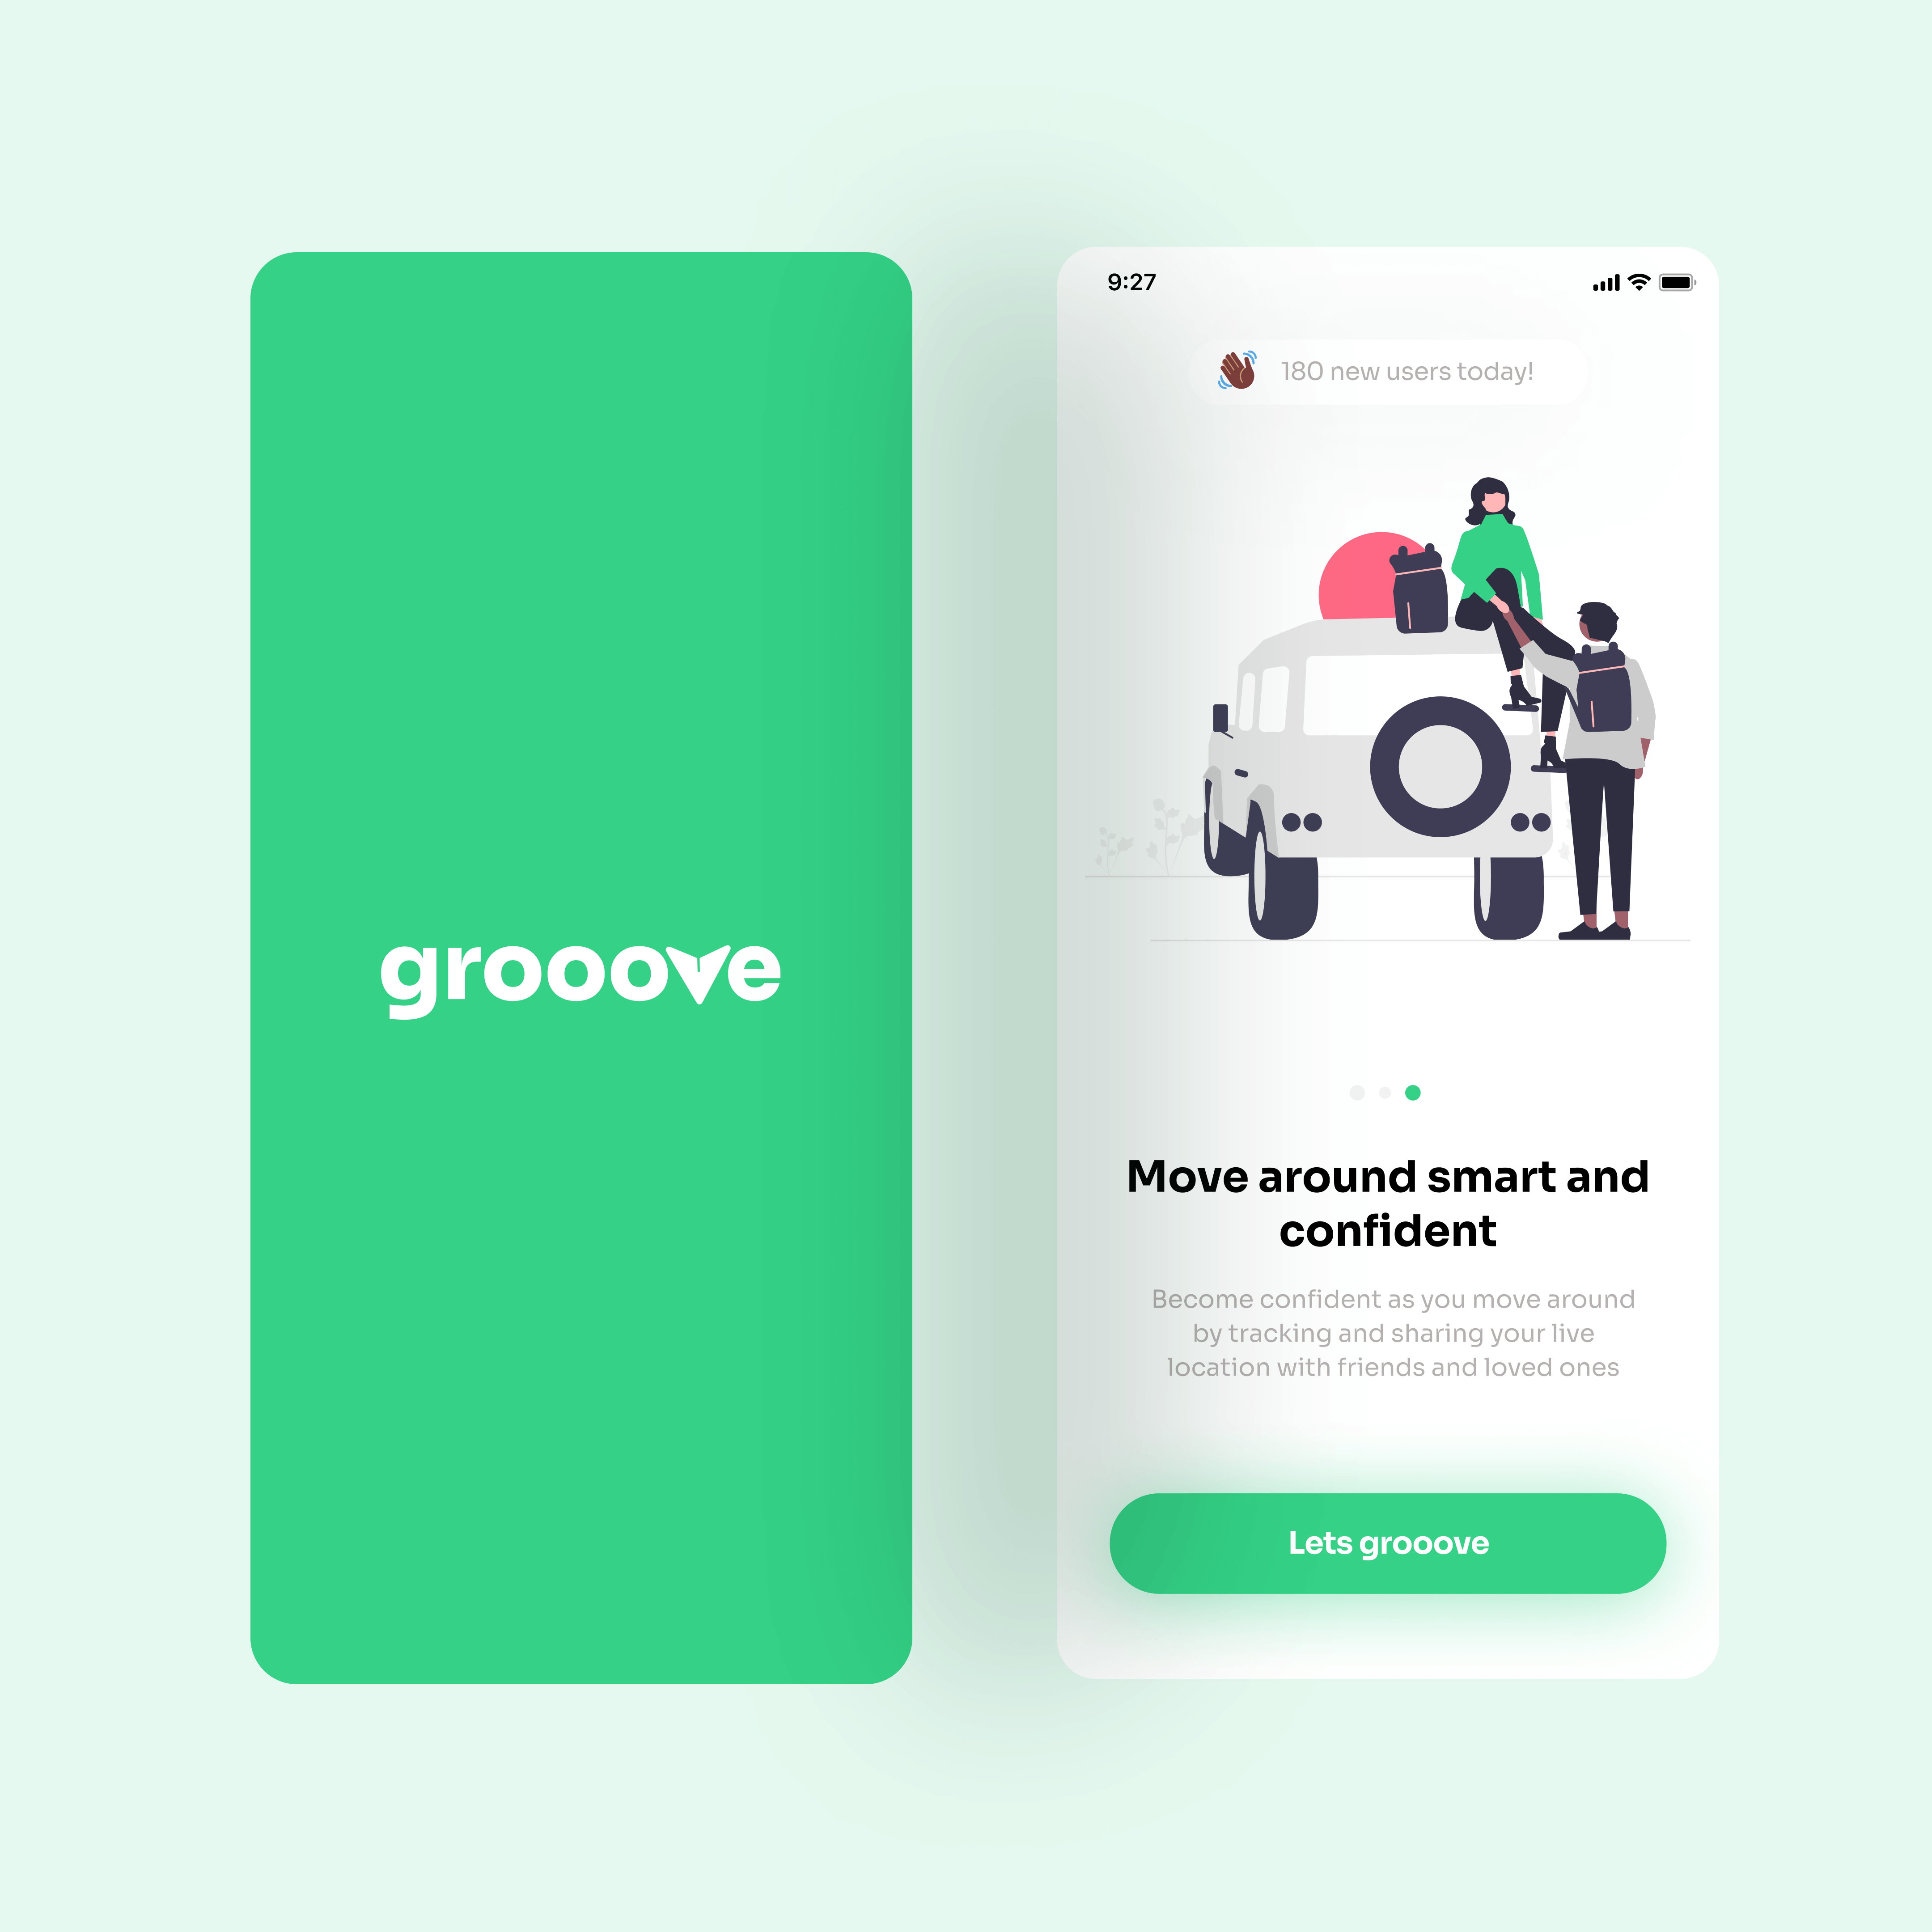 grooove
9:27
180 new users today!
Move around smart and
confident
Become confident as you move around
by tracking and sharing your live
location with friends and loved ones
Lets grooove